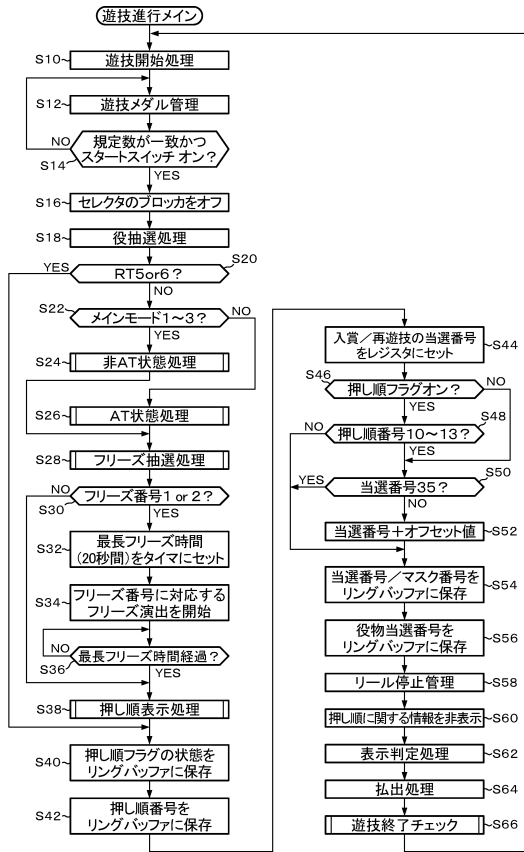 遊技進行メイン
S10 遊技開始処理
S12 遊技メダル管理
NO
規定数が一致かつ
スタートスイッチ オン？
S14
YES
S16 セレクタのブロッカをオフ
S18 役抽選処理
YES
RT5or6？
S20
NO
S22
メインモード1～3？
NO
YES
S24 非AT状態処理
S26 AT状態処理
S28 フリーズ抽選処理
NO
フリーズ番号1 or 2？
S30
YES
S32
最長フリーズ時間
(20秒間)をタイマにセット
S34
フリーズ番号に対応する
フリーズ演出を開始
NO
最長フリーズ時間経過？
S36
YES
S38 押し順表示処理
S40
押し順フラグの状態を
リングバッファに保存
S42
押し順番号を
リングバッファに保存
入賞／再遊技の当選番号
をレジスタにセット
S44
S46
押し順フラグオン？
NO
YES
S48
NO
押し順番号10～13？
YES
S50
YES
当選番号35？
NO
当選番号＋オフセット値
S52
当選番号／マスク番号を
リングバッファに保存
S54
役物当選番号を
リングバッファに保存
S56
リール停止管理 S58
押し順に関する情報を非表示 S60
表示判定処理 S62
払出処理 S64
遊技終了チェック S66